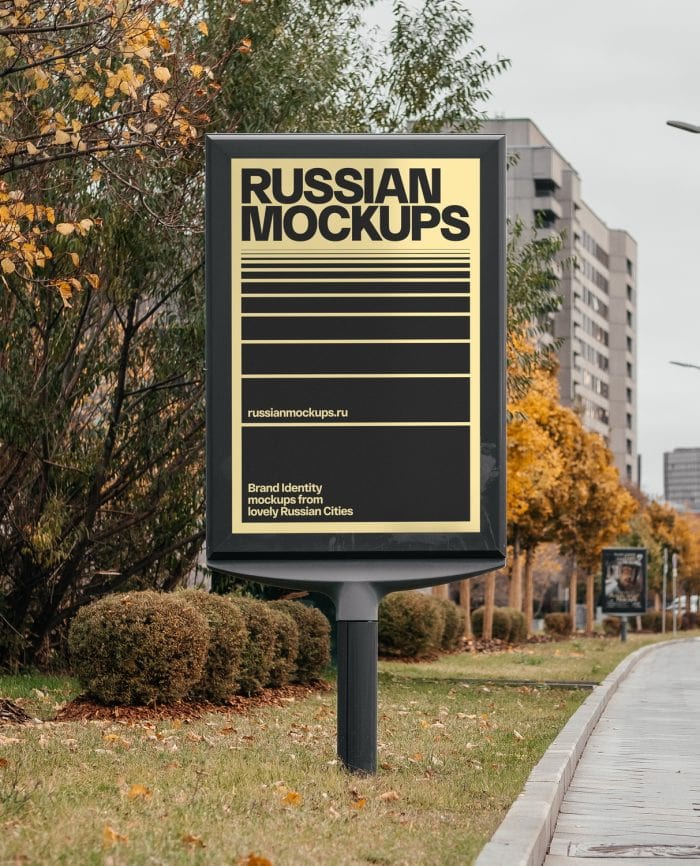 RUSSIAN
MOCKUPS
russianmockups.ru
Brand Identity
mockups from
lovely Russian Cities